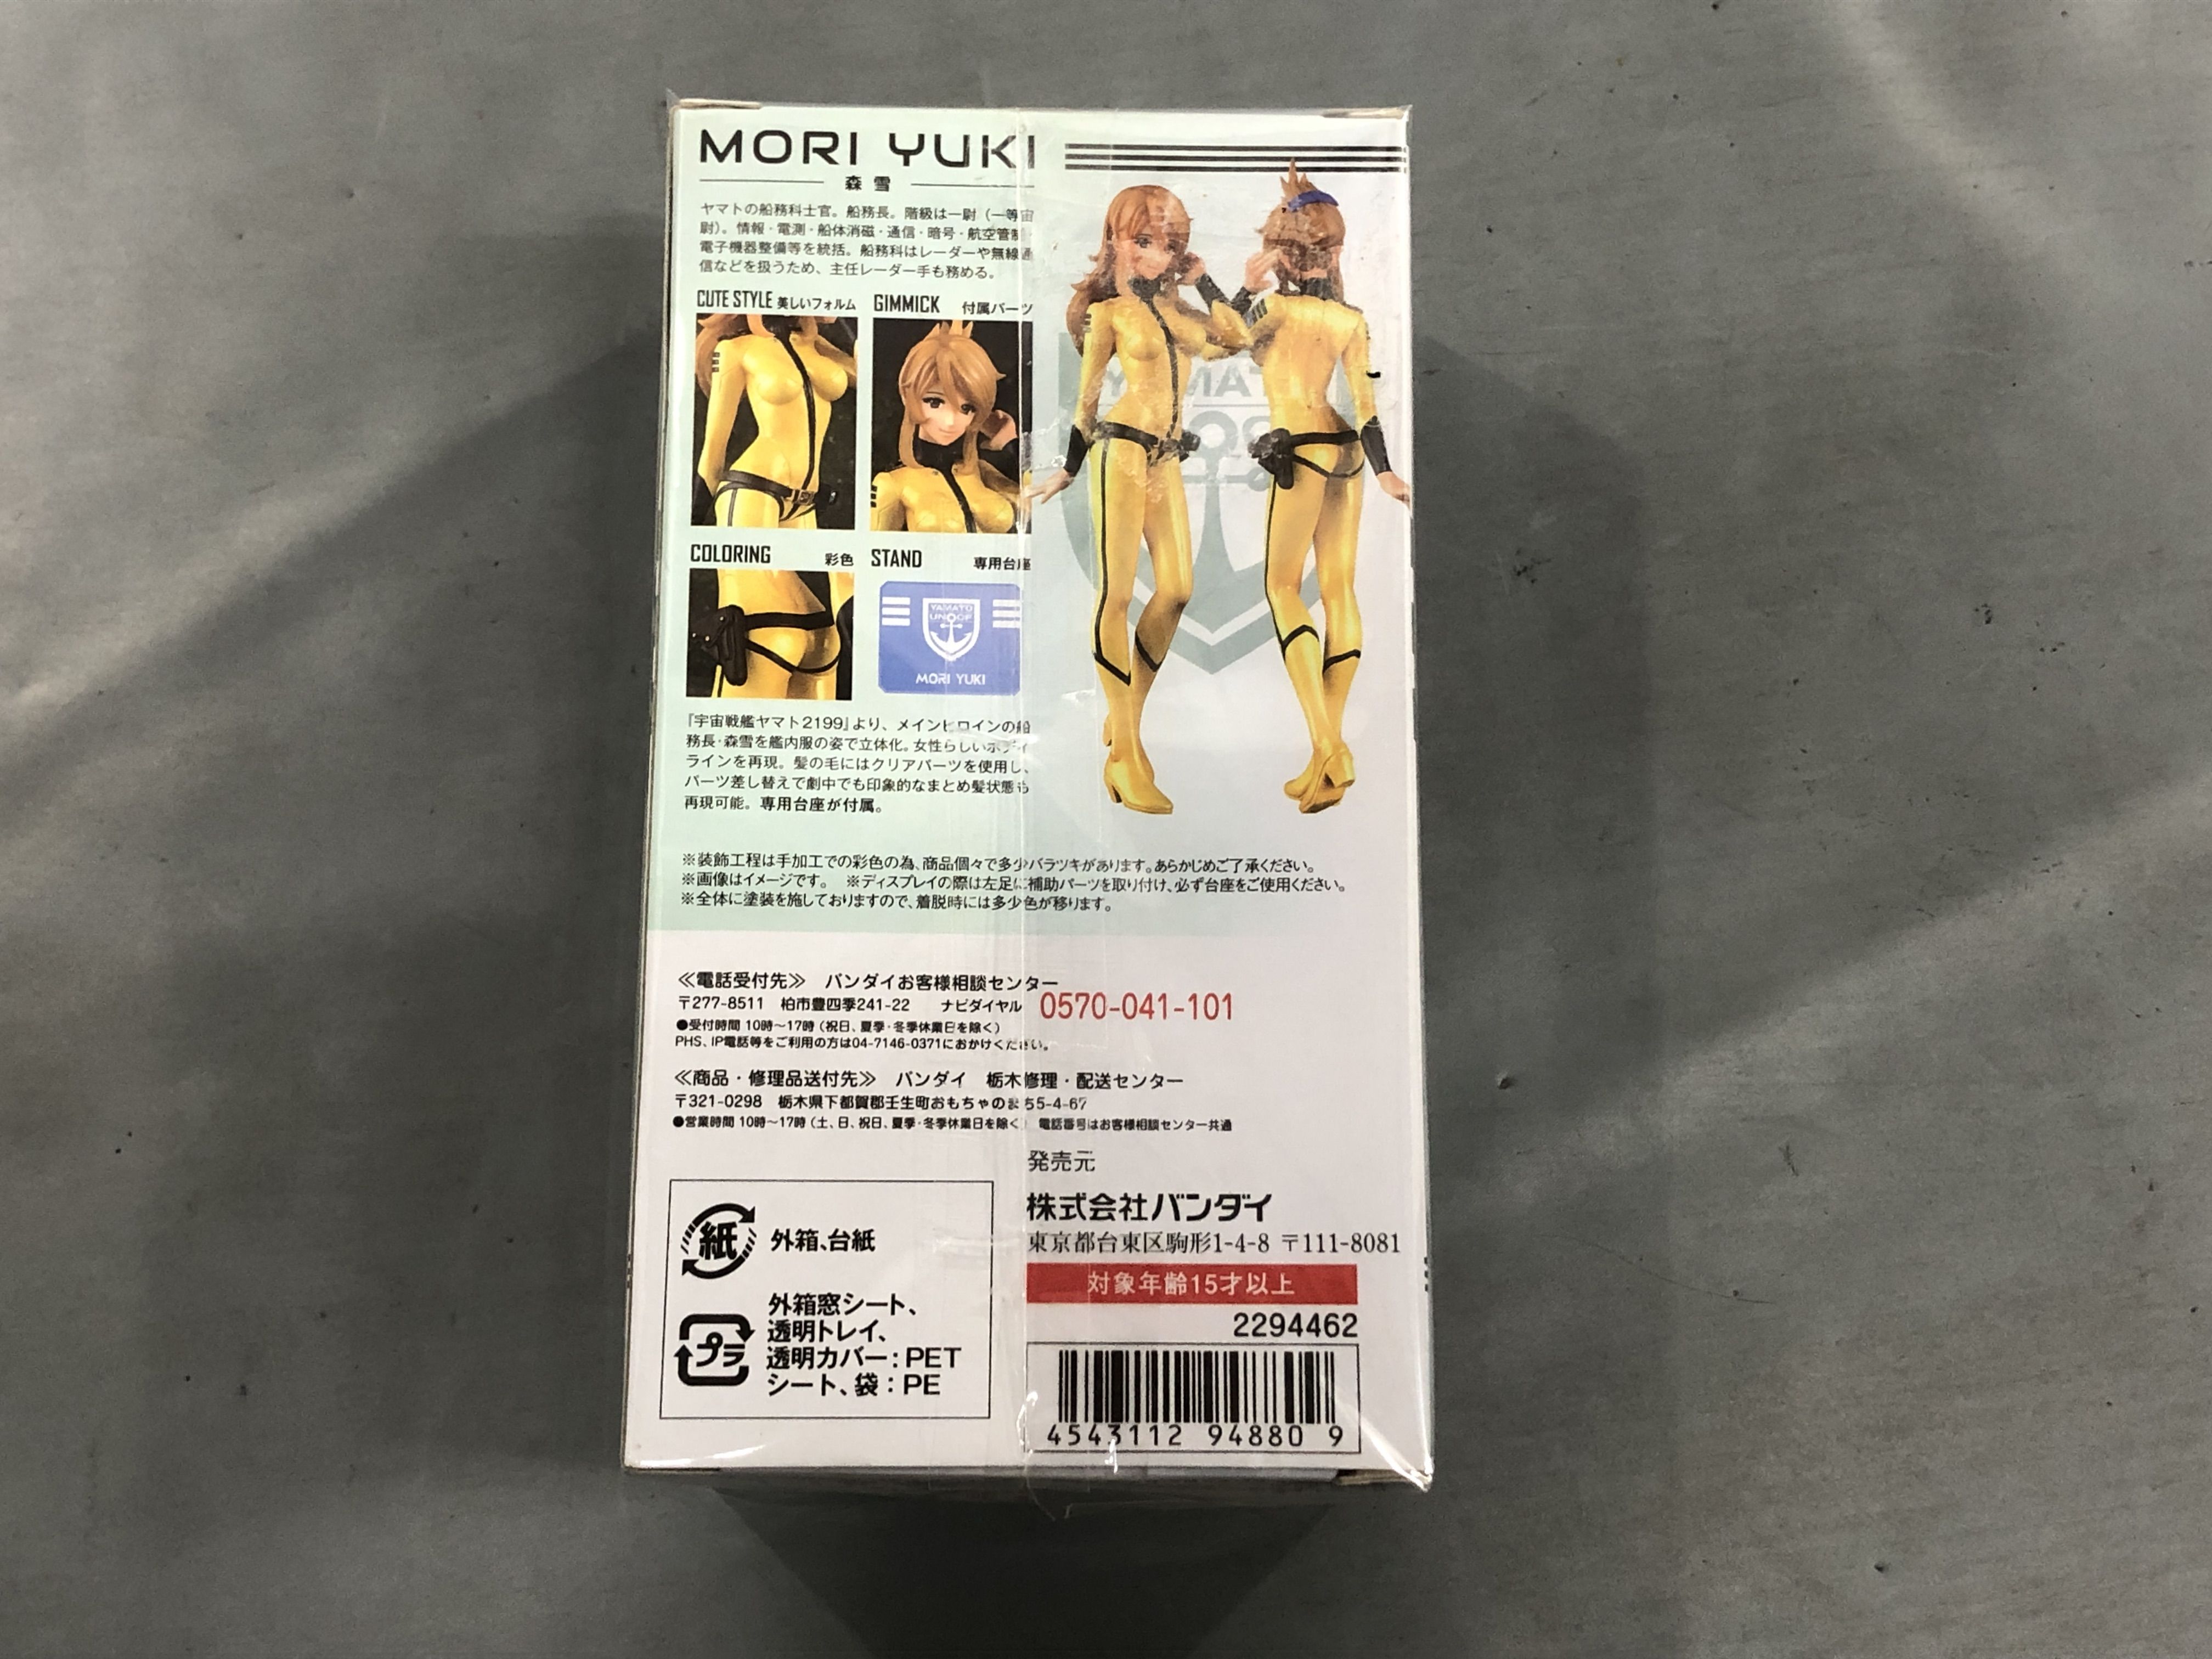 MORI YUKI
森 雪
ヤマトの船務科士官。船務長。階級は一尉（一等宙
尉）。情報・電測・船体消磁・通信・暗号・航空管制・
電子機器整備等を統括。船務科はレーダーや無線通
信などを扱うため、主任レーダー手も務める。
CUTE STYLE 美しいフォルム
GIMMICK 付属パーツ
COLORING 彩色
STAND 専用台座
YAMATO
UNCCF
MORI YUKI
『宇宙戦艦ヤマト2199』より、メインヒロインの船
務長・森雪を艦内服の姿で立体化。女性らしいボディ
ラインを再現。髪の毛にはクリアパーツを使用し、
パーツ差し替えで劇中でも印象的なまとめ髪状態も
再現可能。専用台座が付属。
※装飾工程は手加工での彩色の為、商品個々で多少バラツキがあります。あらかじめご了承ください。
※画像はイメージです。 ※ディスプレイの際は左足に補助パーツを取り付け、必ず台座をご使用ください。
※全体に塗装を施しておりますので、着脱時には多少色が移ります。
≪電話受付先≫ バンダイお客様相談センター
〒277-8511 柏市豊四季241-22 ナビダイヤル 0570-041-101
●受付時間 10時～17時（祝日、夏季・冬季休業日を除く）
PHS、IP電話等をご利用の方は04-7146-0371におかけください。
≪商品・修理品送付先≫ バンダイ 栃木修理・配送センター
〒321-0298 栃木県下都賀郡壬生町おもちゃのまち5-4-67
●営業時間 10時～17時（土、日、祝日、夏季・冬季休業日を除く） 電話番号はお客様相談センター共通
発売元
株式会社バンダイ
東京都台東区駒形1-4-8 〒111-8081
対象年齢15才以上
2294462
4543112 94880 9
紙 外箱、台紙
プラ
外箱窓シート、
透明トレイ、
透明カバー：PET
シート、袋：PE